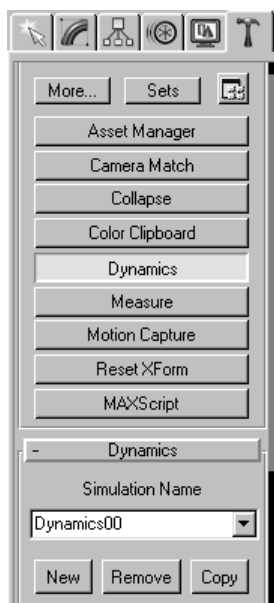 More... Sets
Asset Manager
Camera Match
Collapse
Color Clipboard
Dynamics
Measure
Motion Capture
Reset XForm
MAXScript
- Dynamics
Simulation Name
Dynamics00
New Remove Copy